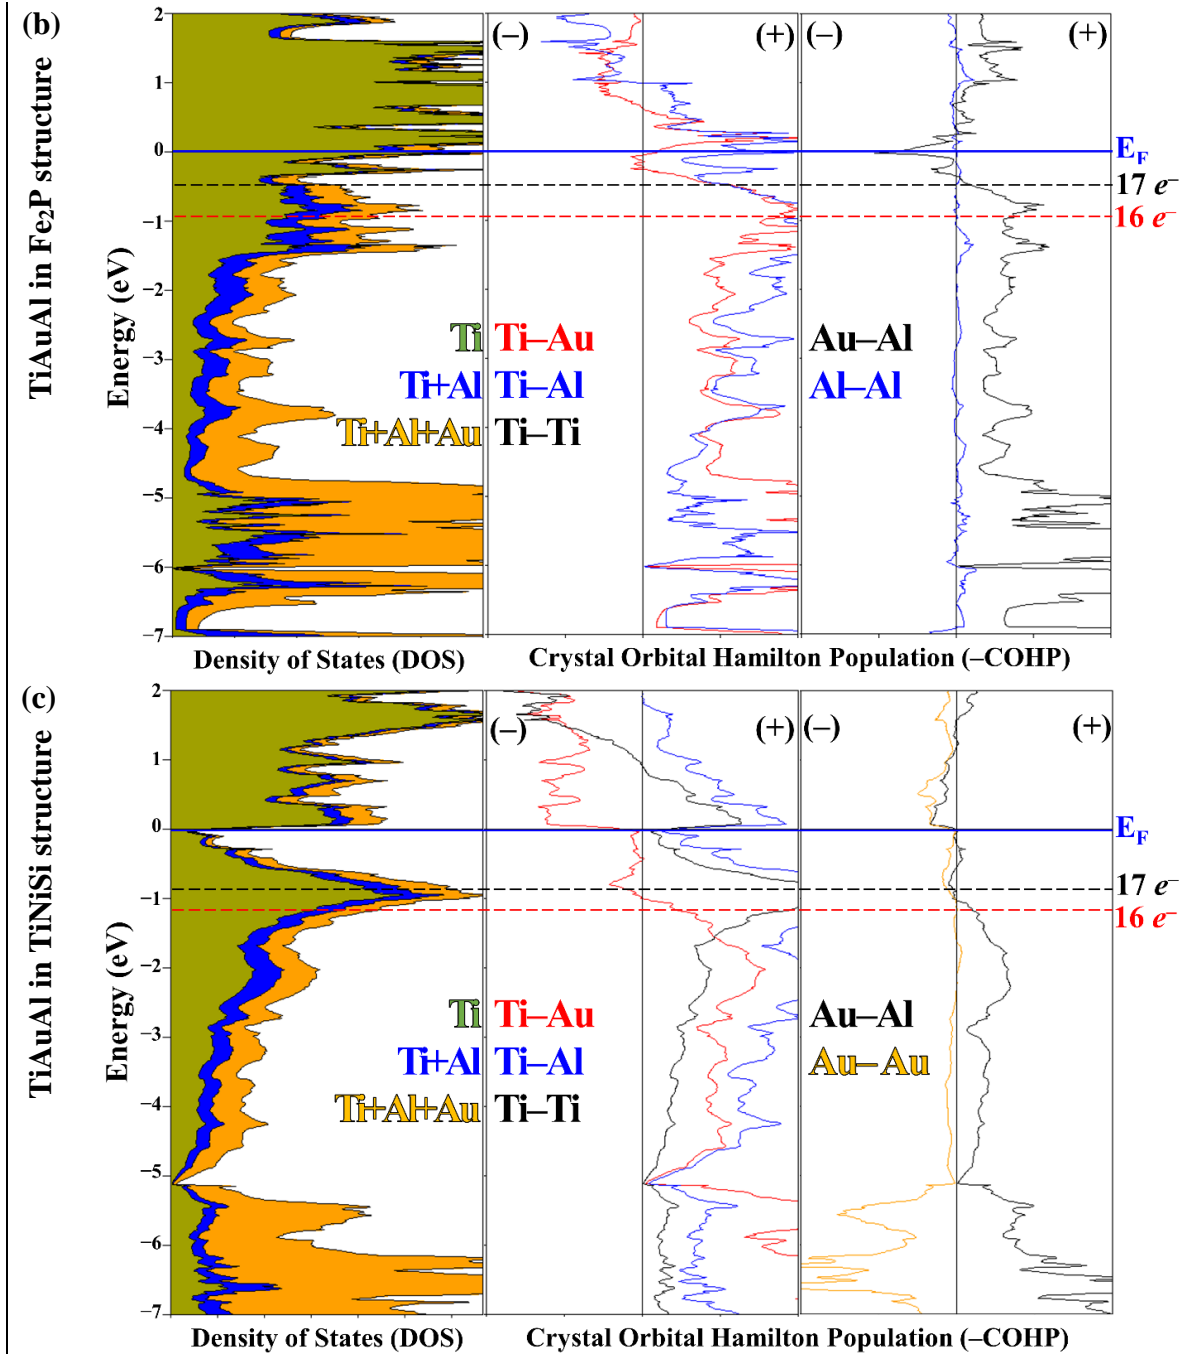 (b)
TiAuAl in Fe₂P structure
Energy (eV)
2
1
0
−1
−2
−3
−4
−5
−6
−7
(−)
(+)
(−)
(+)
E_F
17 e⁻
16 e⁻
Ti
Ti+Al
Ti+Al+Au
Ti−Au
Ti−Al
Ti−Ti
Au−Al
Al−Al
Density of States (DOS)
Crystal Orbital Hamilton Population (−COHP)
(c)
TiAuAl in TiNiSi structure
Energy (eV)
2
1
0
−1
−2
−3
−4
−5
−6
−7
(−)
(+)
(−)
(+)
E_F
17 e⁻
16 e⁻
Ti
Ti+Al
Ti+Al+Au
Ti−Au
Ti−Al
Ti−Ti
Au−Al
Au−Au
Density of States (DOS)
Crystal Orbital Hamilton Population (−COHP)